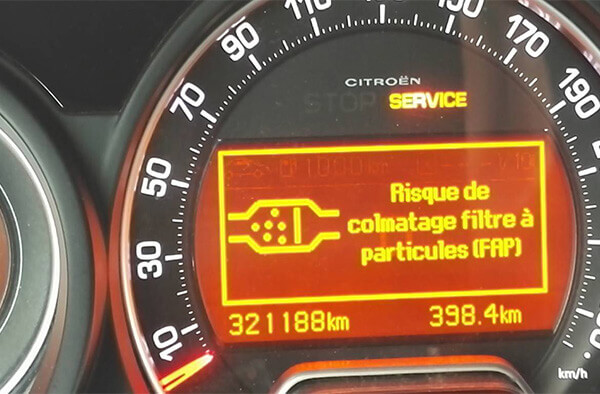 10
30
50
70
90
110
130
150
170
190
CITROËN
STOP SERVICE
Risque de
colmatage filtre à
particules (FAP)
321188km
398.4km
km/h